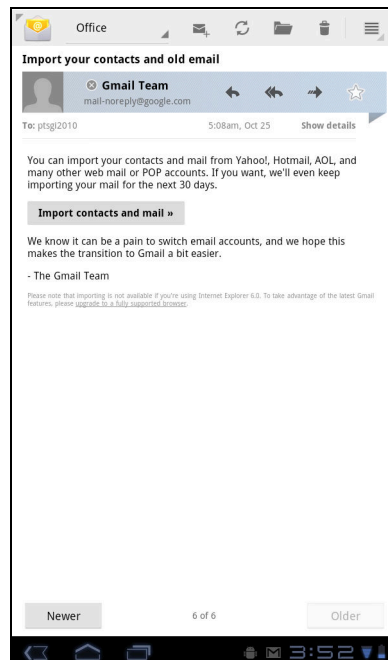 Office
Import your contacts and old email
Gmail Team
mail-noreply@google.com
To: ptsgi2010 5:08am, Oct 25 Show details
You can import your contacts and mail from Yahoo!, Hotmail, AOL, and
many other web mail or POP accounts. If you want, we'll even keep
importing your mail for the next 30 days.
Import contacts and mail »
We know it can be a pain to switch email accounts, and we hope this
makes the transition to Gmail a bit easier.
- The Gmail Team
Please note that importing is not available if you're using Internet Explorer 6.0. To take advantage of the latest Gmail
features, please upgrade to a fully supported browser.
Newer 6 of 6 Older
3:52